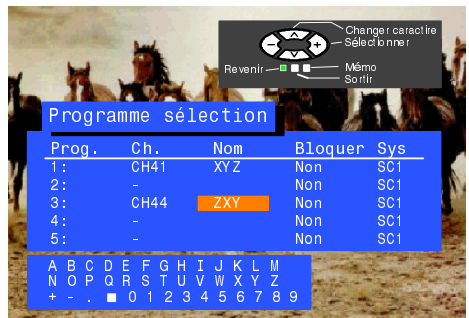 Changer caractire
Sélectionner
Revenir
Mémo
Sortir
Programme sélection
Prog. Ch. Nom Bloquer Sys
1: CH41 XYZ Non SC1
2: - Non SC1
3: CH44 ZXY Non SC1
4: - Non SC1
5: - Non SC1
A B C D E F G H I J K L M
N O P Q R S T U V W X Y Z
+ - . ■ 0 1 2 3 4 5 6 7 8 9